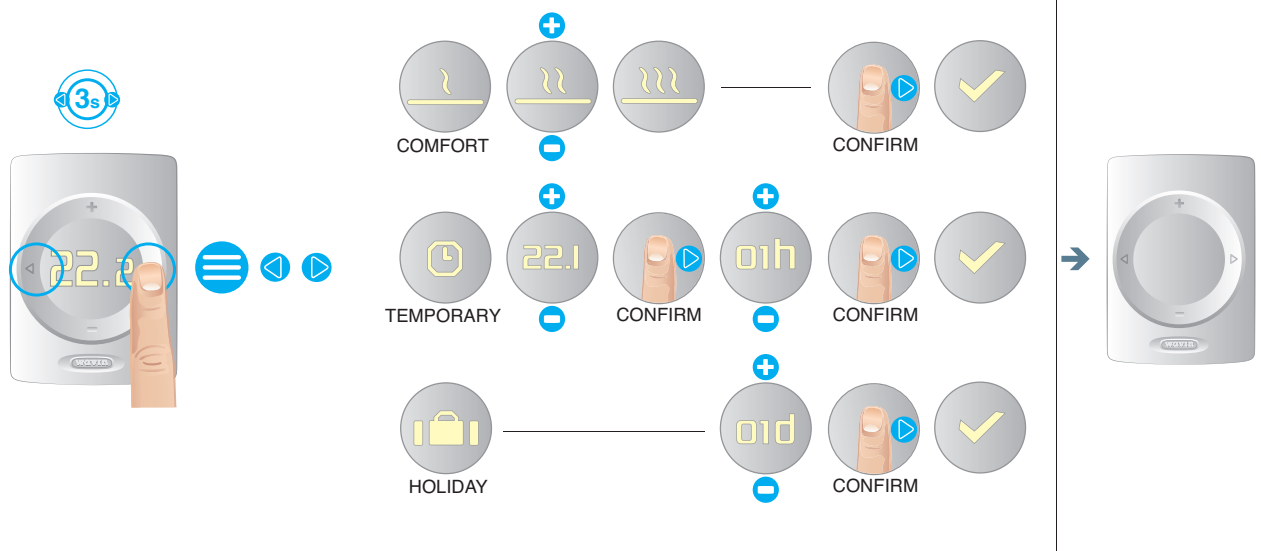 3s
COMFORT
CONFIRM
22.2
wavin
22.1
01h
TEMPORARY
CONFIRM
CONFIRM
wavin
01d
HOLIDAY
CONFIRM